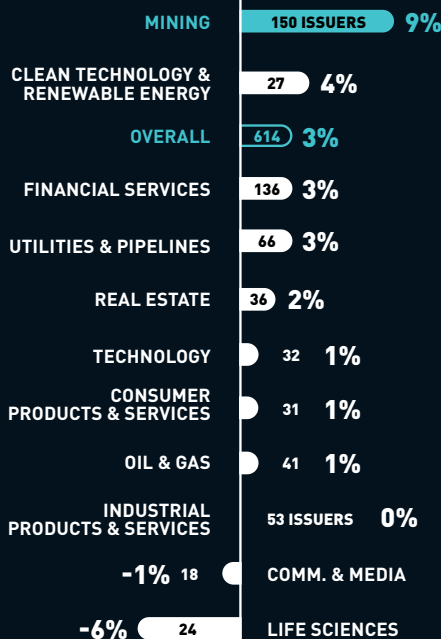 MINING 150 ISSUERS 9%
CLEAN TECHNOLOGY &
RENEWABLE ENERGY 27 4%
OVERALL 614 3%
FINANCIAL SERVICES 136 3%
UTILITIES & PIPELINES 66 3%
REAL ESTATE 36 2%
TECHNOLOGY 32 1%
CONSUMER
PRODUCTS & SERVICES 31 1%
OIL & GAS 41 1%
INDUSTRIAL
PRODUCTS & SERVICES 53 ISSUERS 0%
-1% 18 COMM. & MEDIA
-6% 24 LIFE SCIENCES